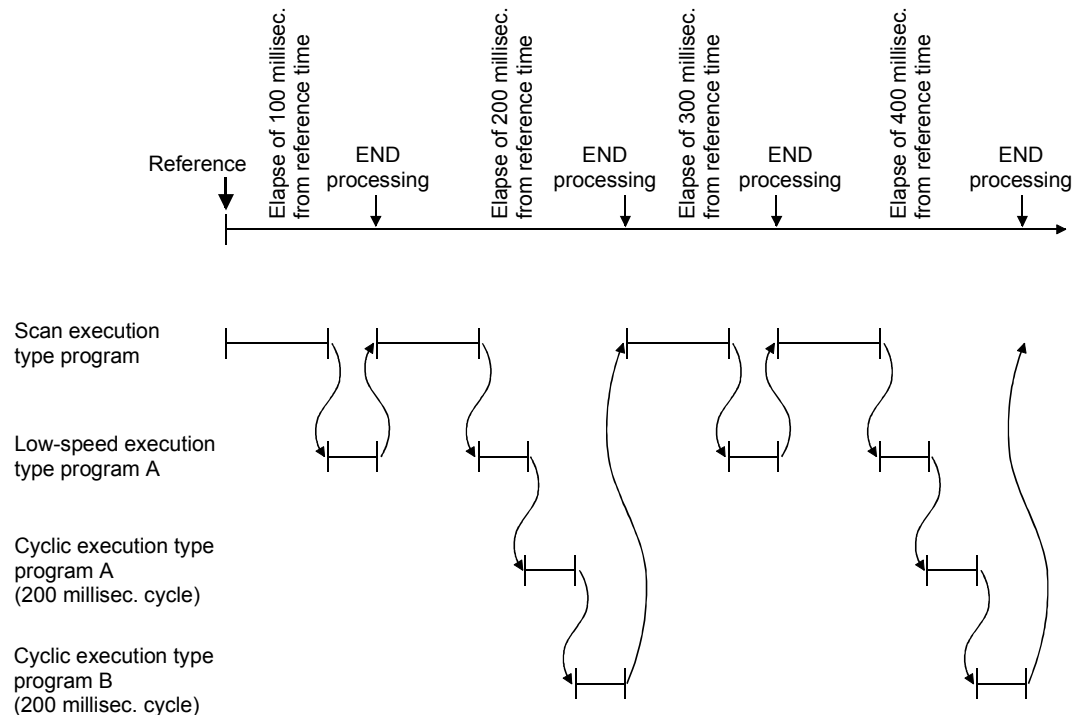 Elapse of 100 millisec.
from reference time
Elapse of 200 millisec.
from reference time
Elapse of 300 millisec.
from reference time
Elapse of 400 millisec.
from reference time
Reference
END
processing
END
processing
END
processing
END
processing
Scan execution
type program
Low-speed execution
type program A
Cyclic execution type
program A
(200 millisec. cycle)
Cyclic execution type
program B
(200 millisec. cycle)